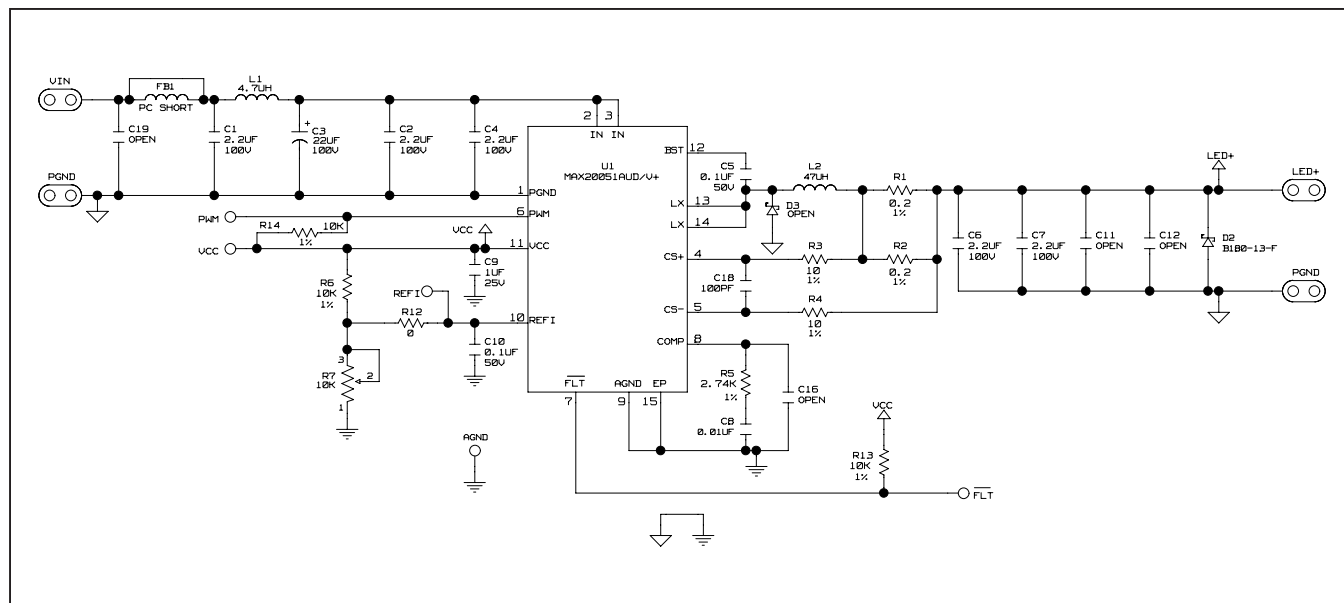 VIN
FB1
PC SHORT
L1
4.7UH
C19
OPEN
C1
2.2UF
100V
+
C3
22UF
100V
C2
2.2UF
100V
C4
2.2UF
100V
PGND
2 3
IN IN
U1
MAX20051AUD/V+
1 PGND
6 PWM
11 VCC
10 REFI
BST 12
LX 13
LX 14
CS+ 4
CS- 5
COMP 8
FLT AGND EP
7 9 15
PWM
R14
10K
1%
VCC
VCC
C9
1UF
25V
R6
10K
1%
REFI
R12
0
C10
0.1UF
50V
3
R7
10K
2
1
AGND
C5
0.1UF
50V
D3
OPEN
L2
47UH
R1
0.2
1%
R3
10
1%
R2
0.2
1%
C18
100PF
R4
10
1%
R5
2.74K
1%
C8
0.01UF
C16
OPEN
C6
2.2UF
100V
C7
2.2UF
100V
C11
OPEN
C12
OPEN
LED+
D2
B180-13-F
LED+
PGND
VCC
R13
10K
1%
FLT